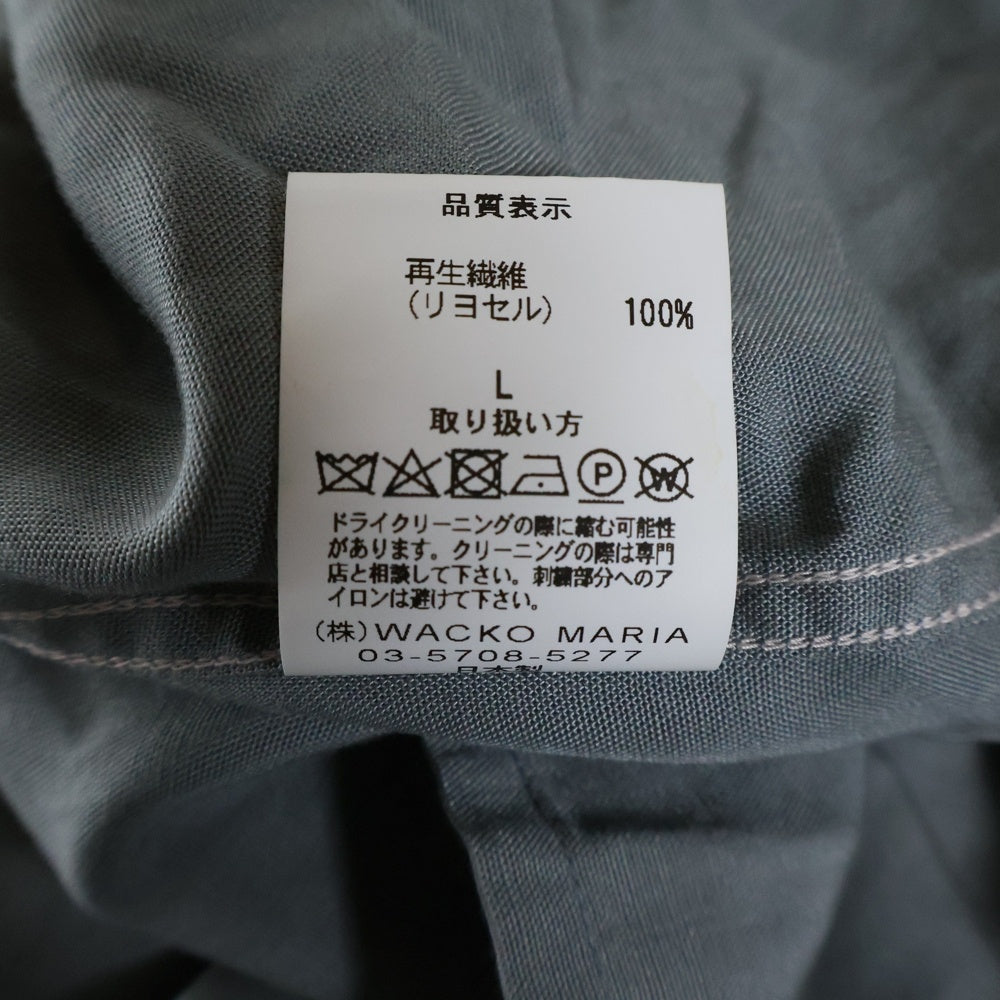 品質表示
再生繊維
(リヨセル) 100%
L
取り扱い方
P W
ドライクリーニングの際に縮む可能性
があります。クリーニングの際は専門
店と相談して下さい。刺繍部分へのア
イロンは避けて下さい。
(株)WACKO MARIA
03-5708-5277
日本製